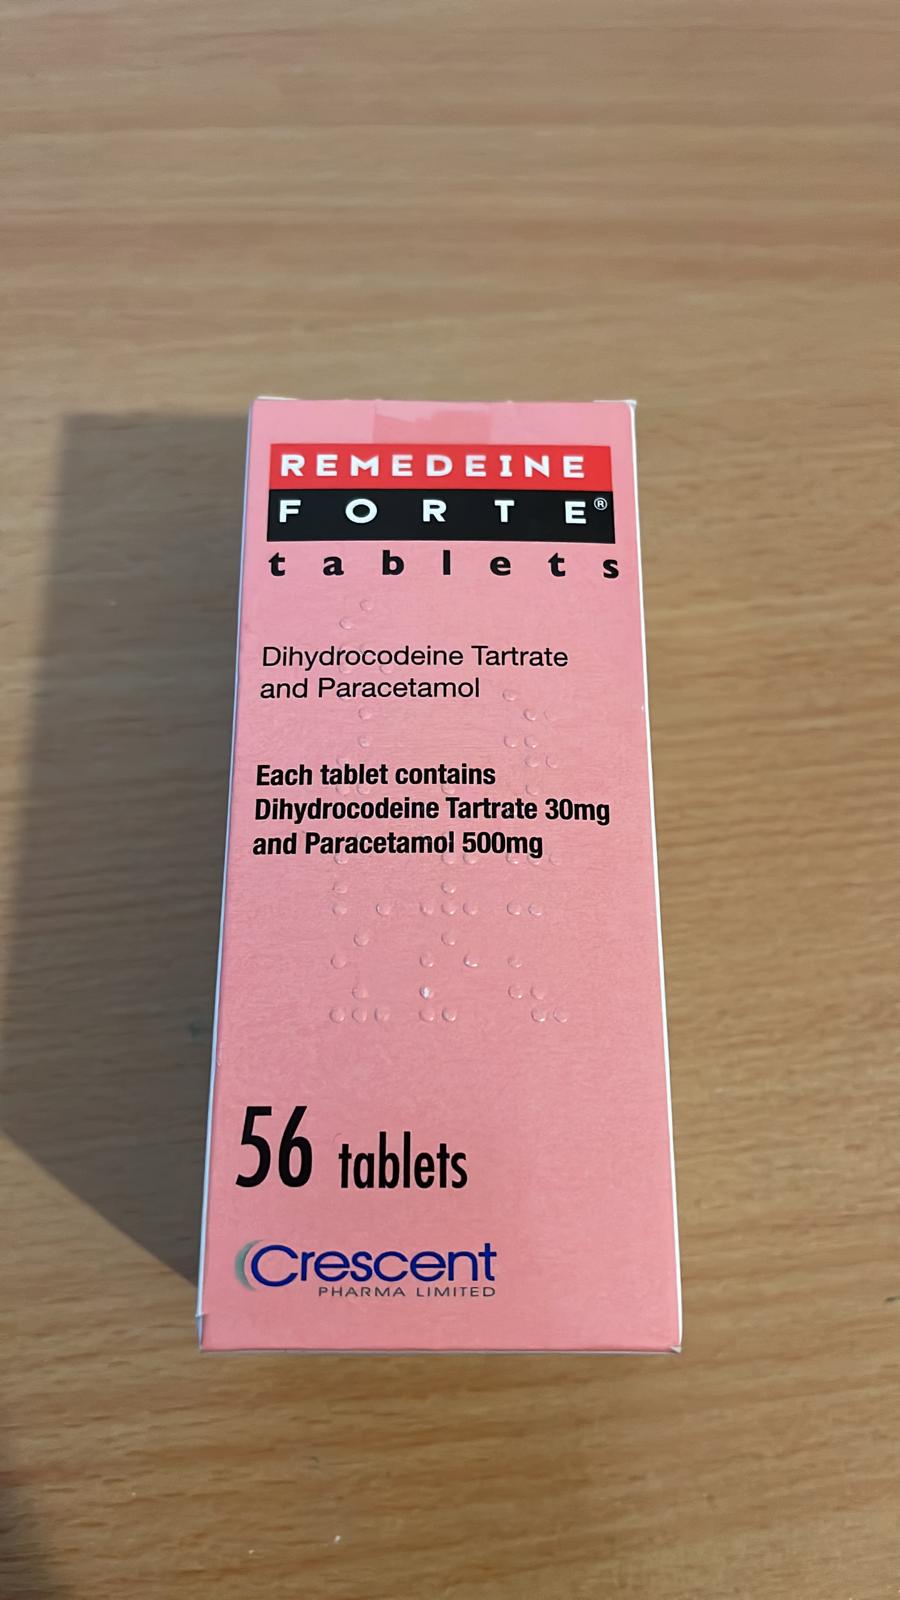 REMEDEINE
FORTE®
tablets
Dihydrocodeine Tartrate
and Paracetamol
Each tablet contains
Dihydrocodeine Tartrate 30mg
and Paracetamol 500mg
56 tablets
Crescent
PHARMA LIMITED